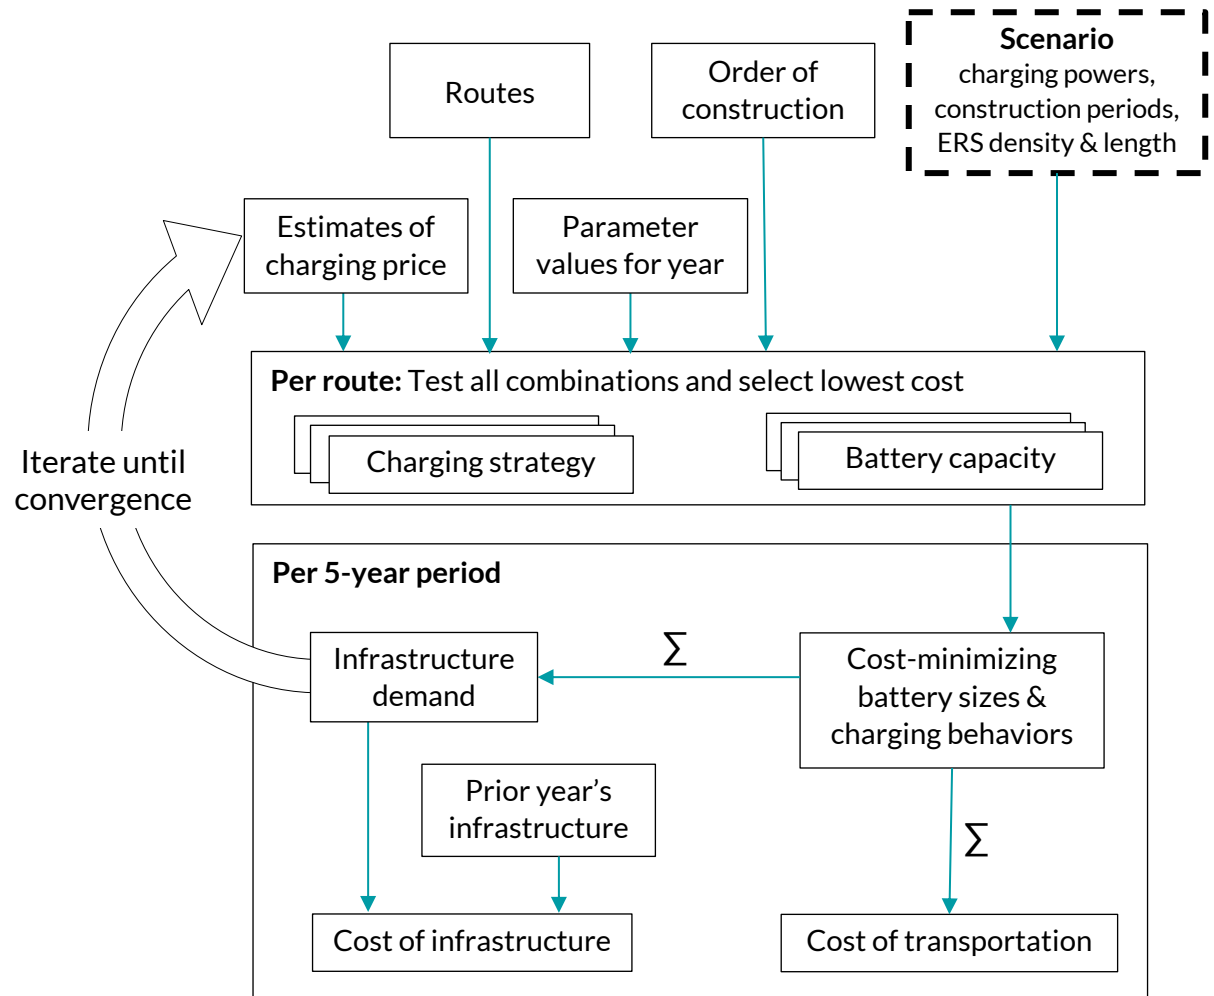 Scenario
charging powers,
construction periods,
ERS density & length
Routes
Order of
construction
Estimates of
charging price
Parameter
values for year
Per route: Test all combinations and select lowest cost
Charging strategy
Battery capacity
Iterate until
convergence
Per 5-year period
Infrastructure
demand
∑
Cost-minimizing
battery sizes &
charging behaviors
Prior year’s
infrastructure
∑
Cost of infrastructure
Cost of transportation